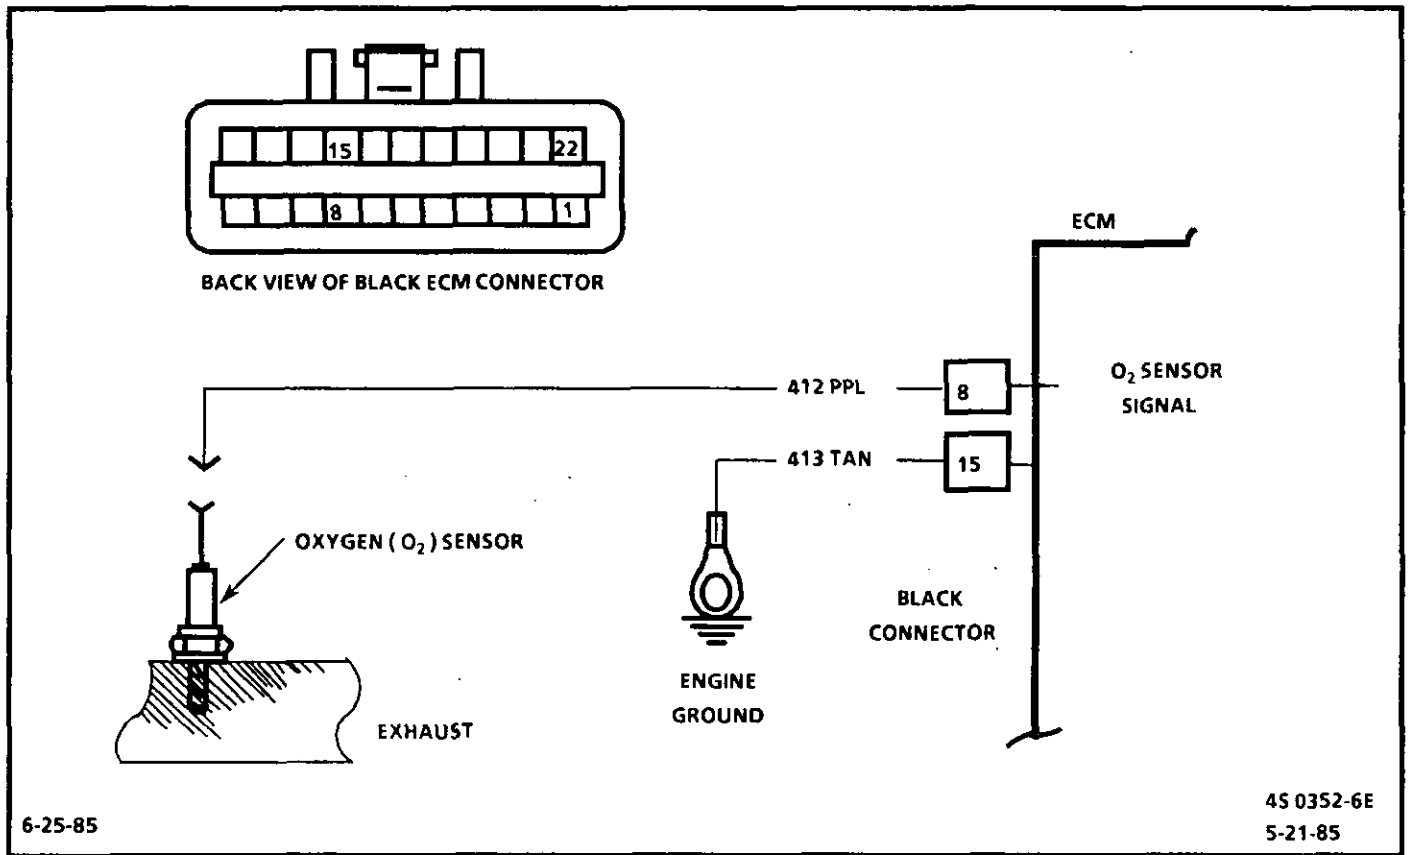 15
22
8
1
BACK VIEW OF BLACK ECM CONNECTOR
ECM
412 PPL
8
O₂ SENSOR
SIGNAL
413 TAN
15
OXYGEN ( O₂ ) SENSOR
BLACK
CONNECTOR
ENGINE
GROUND
EXHAUST
6-25-85
4S 0352-6E
5-21-85